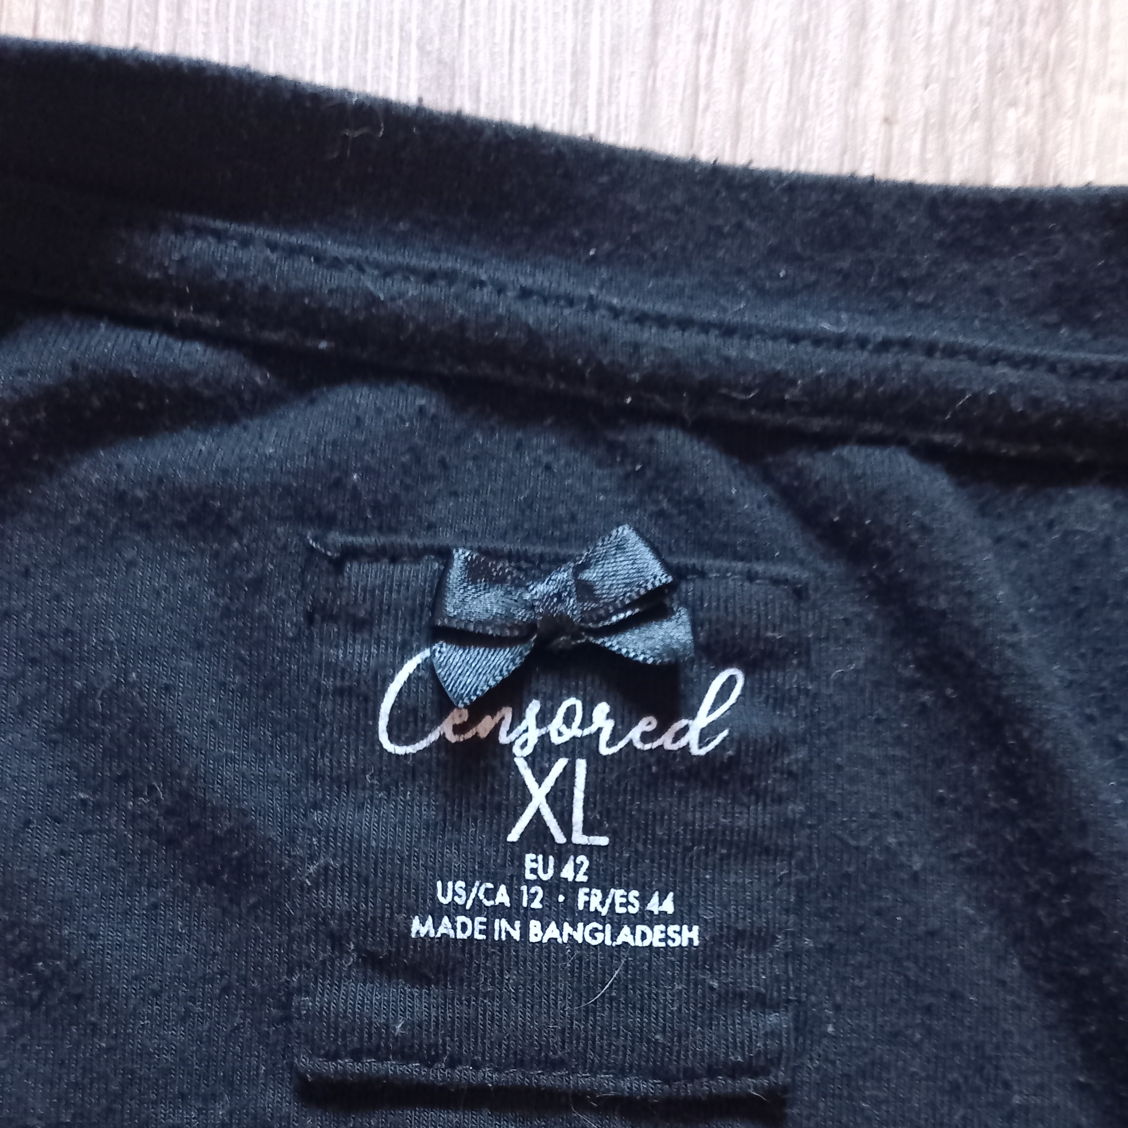 Censored
XL
EU 42
US/CA 12 · FR/ES 44
MADE IN BANGLADESH